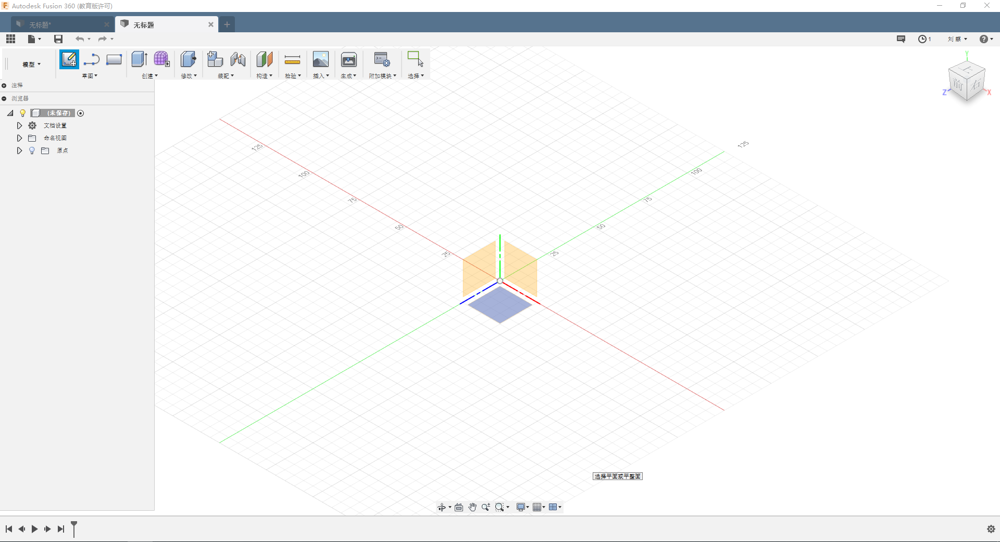 Autodesk Fusion 360 (教育版许可)
无标题*
无标题
1
刘 麒
模型
草图
创建
修改
装配
构造
检验
插入
生成
附加模块
选择
注释
浏览器
(未保存)
文档设置
命名视图
原点
Y
上
前
右
Z
X
125
100
75
50
25
125
100
75
50
25
选择平面或平整面